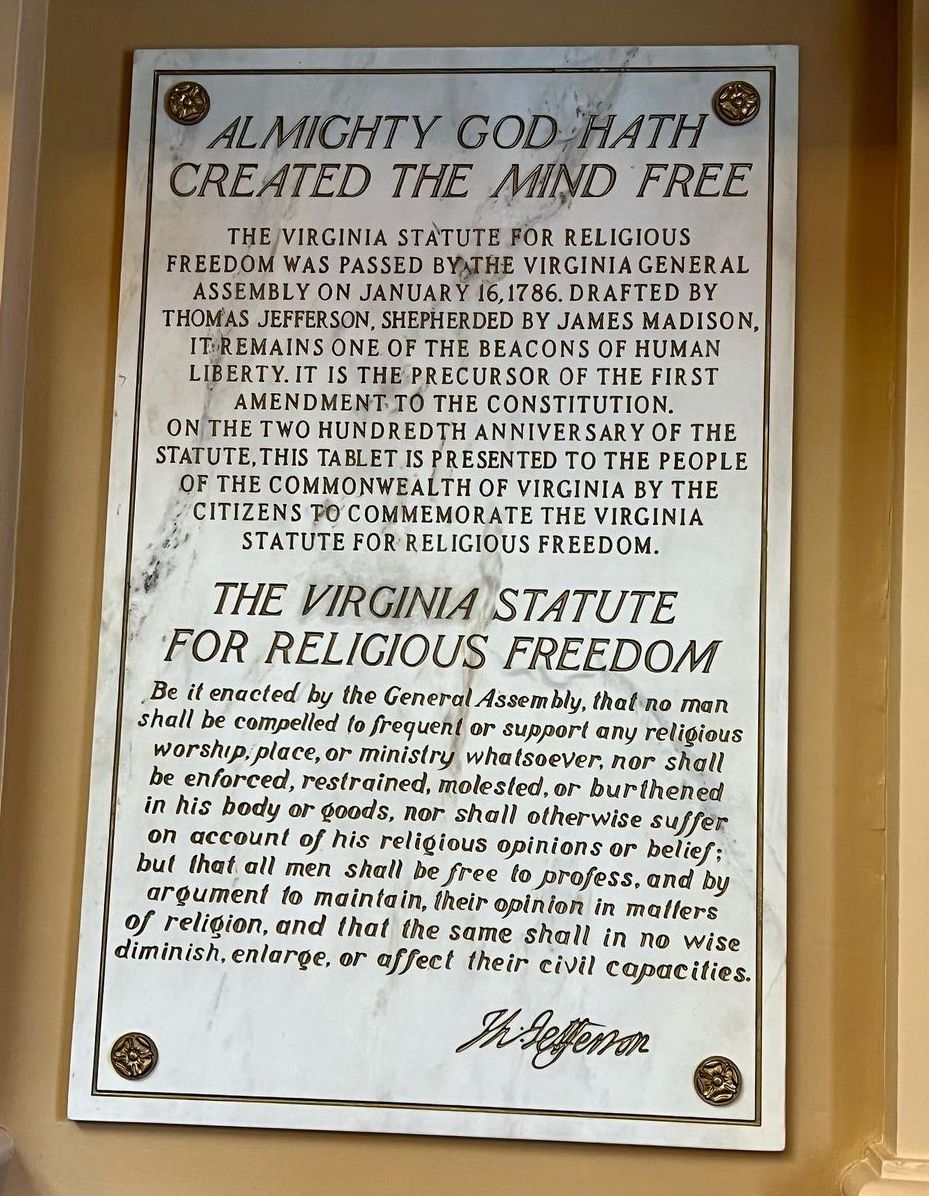 ALMIGHTY GOD HATH
CREATED THE MIND FREE
THE VIRGINIA STATUTE FOR RELIGIOUS
FREEDOM WAS PASSED BY THE VIRGINIA GENERAL
ASSEMBLY ON JANUARY 16, 1786. DRAFTED BY
THOMAS JEFFERSON, SHEPHERDED BY JAMES MADISON,
IT REMAINS ONE OF THE BEACONS OF HUMAN
LIBERTY. IT IS THE PRECURSOR OF THE FIRST
AMENDMENT TO THE CONSTITUTION.
ON THE TWO HUNDREDTH ANNIVERSARY OF THE
STATUTE, THIS TABLET IS PRESENTED TO THE PEOPLE
OF THE COMMONWEALTH OF VIRGINIA BY THE
CITIZENS TO COMMEMORATE THE VIRGINIA
STATUTE FOR RELIGIOUS FREEDOM.
THE VIRGINIA STATUTE
FOR RELIGIOUS FREEDOM
Be it enacted by the General Assembly, that no man
shall be compelled to frequent or support any religious
worship, place, or ministry whatsoever, nor shall
be enforced, restrained, molested, or burthened
in his body or goods, nor shall otherwise suffer
on account of his religious opinions or belief;
but that all men shall be free to profess, and by
argument to maintain, their opinion in matters
of religion, and that the same shall in no wise
diminish, enlarge, or affect their civil capacities.
Th: Jefferson